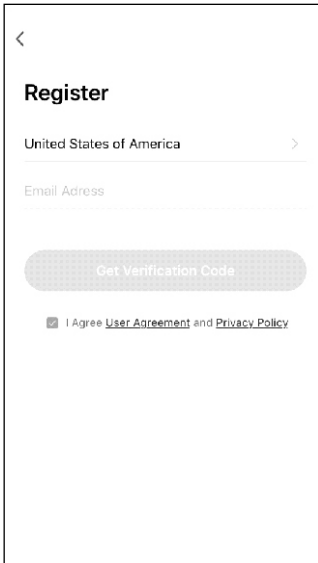 Register
United States of America
Email Adress
Get Verification Code
I Agree User Agreement and Privacy Policy